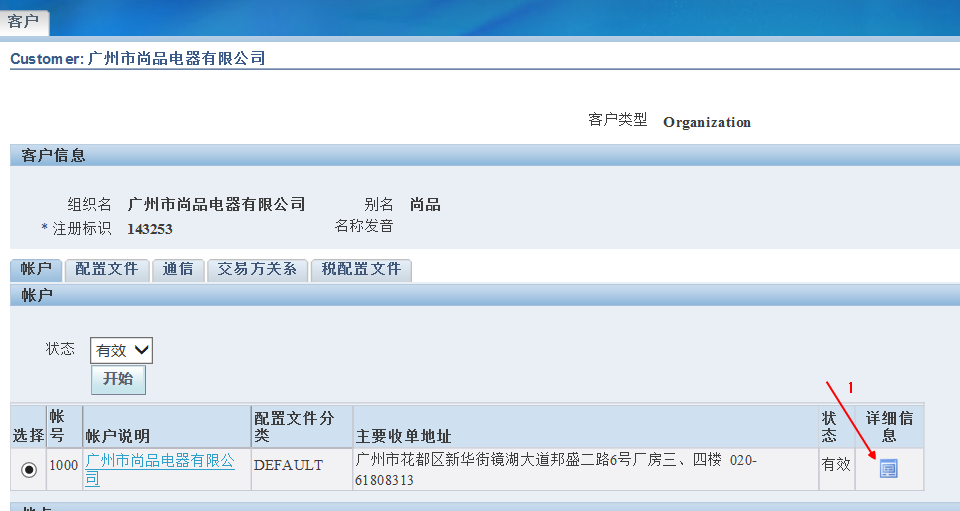 客户
Customer: 广州市尚品电器有限公司
客户类型 Organization
客户信息
组织名 广州市尚品电器有限公司 别名 尚品
* 注册标识 143253 名称发音
帐户 配置文件 通信 交易方关系 税配置文件
帐户
状态 有效
开始
1
选择 帐号 帐户说明 配置文件分类 主要收单地址 状态 详细信息
1000 广州市尚品电器有限公司 DEFAULT 广州市花都区新华街镜湖大道邦盛二路6号厂房三、四楼 020-61808313 有效